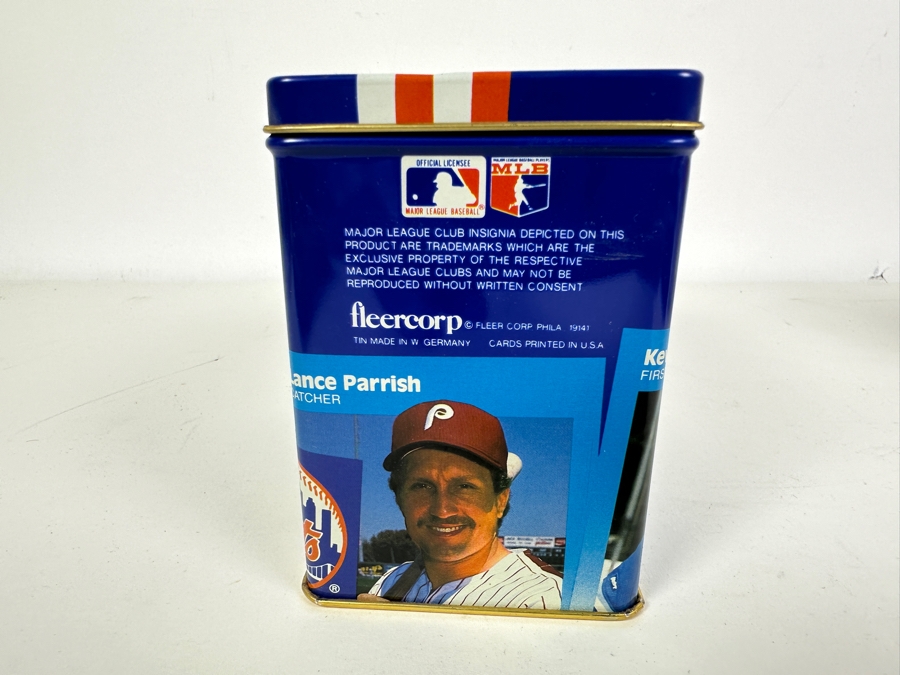 OFFICIAL LICENSEE
MAJOR LEAGUE BASEBALL®
MAJOR LEAGUE BASEBALL PLAYERS
MLB
MAJOR LEAGUE CLUB INSIGNIA DEPICTED ON THIS
PRODUCT ARE TRADEMARKS WHICH ARE THE
EXCLUSIVE PROPERTY OF THE RESPECTIVE
MAJOR LEAGUE CLUBS AND MAY NOT BE
REPRODUCED WITHOUT WRITTEN CONSENT
fleercorp © FLEER CORP PHILA 19141
TIN MADE IN W GERMANY CARDS PRINTED IN U.S.A
Lance Parrish
CATCHER
Ke
FIRS
P
ts
®